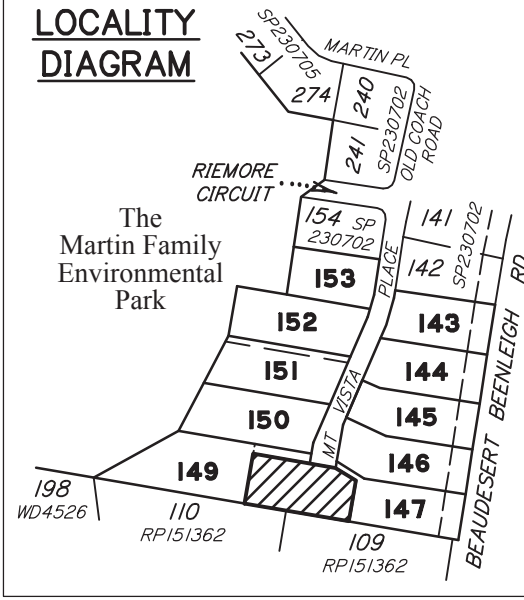 LOCALITY
DIAGRAM
SP230705
273
274
MARTIN PL
240
241
SP230702
OLD COACH
ROAD
RIEMORE
CIRCUIT
The
Martin Family
Environmental
Park
154 SP
230702
141
142
SP230702
153
152
151
150
149
MT VISTA PLACE
143
144
145
146
147
BEAUDESERT BEENLEIGH RD
198
WD4526
110
RP151362
109
RP151362